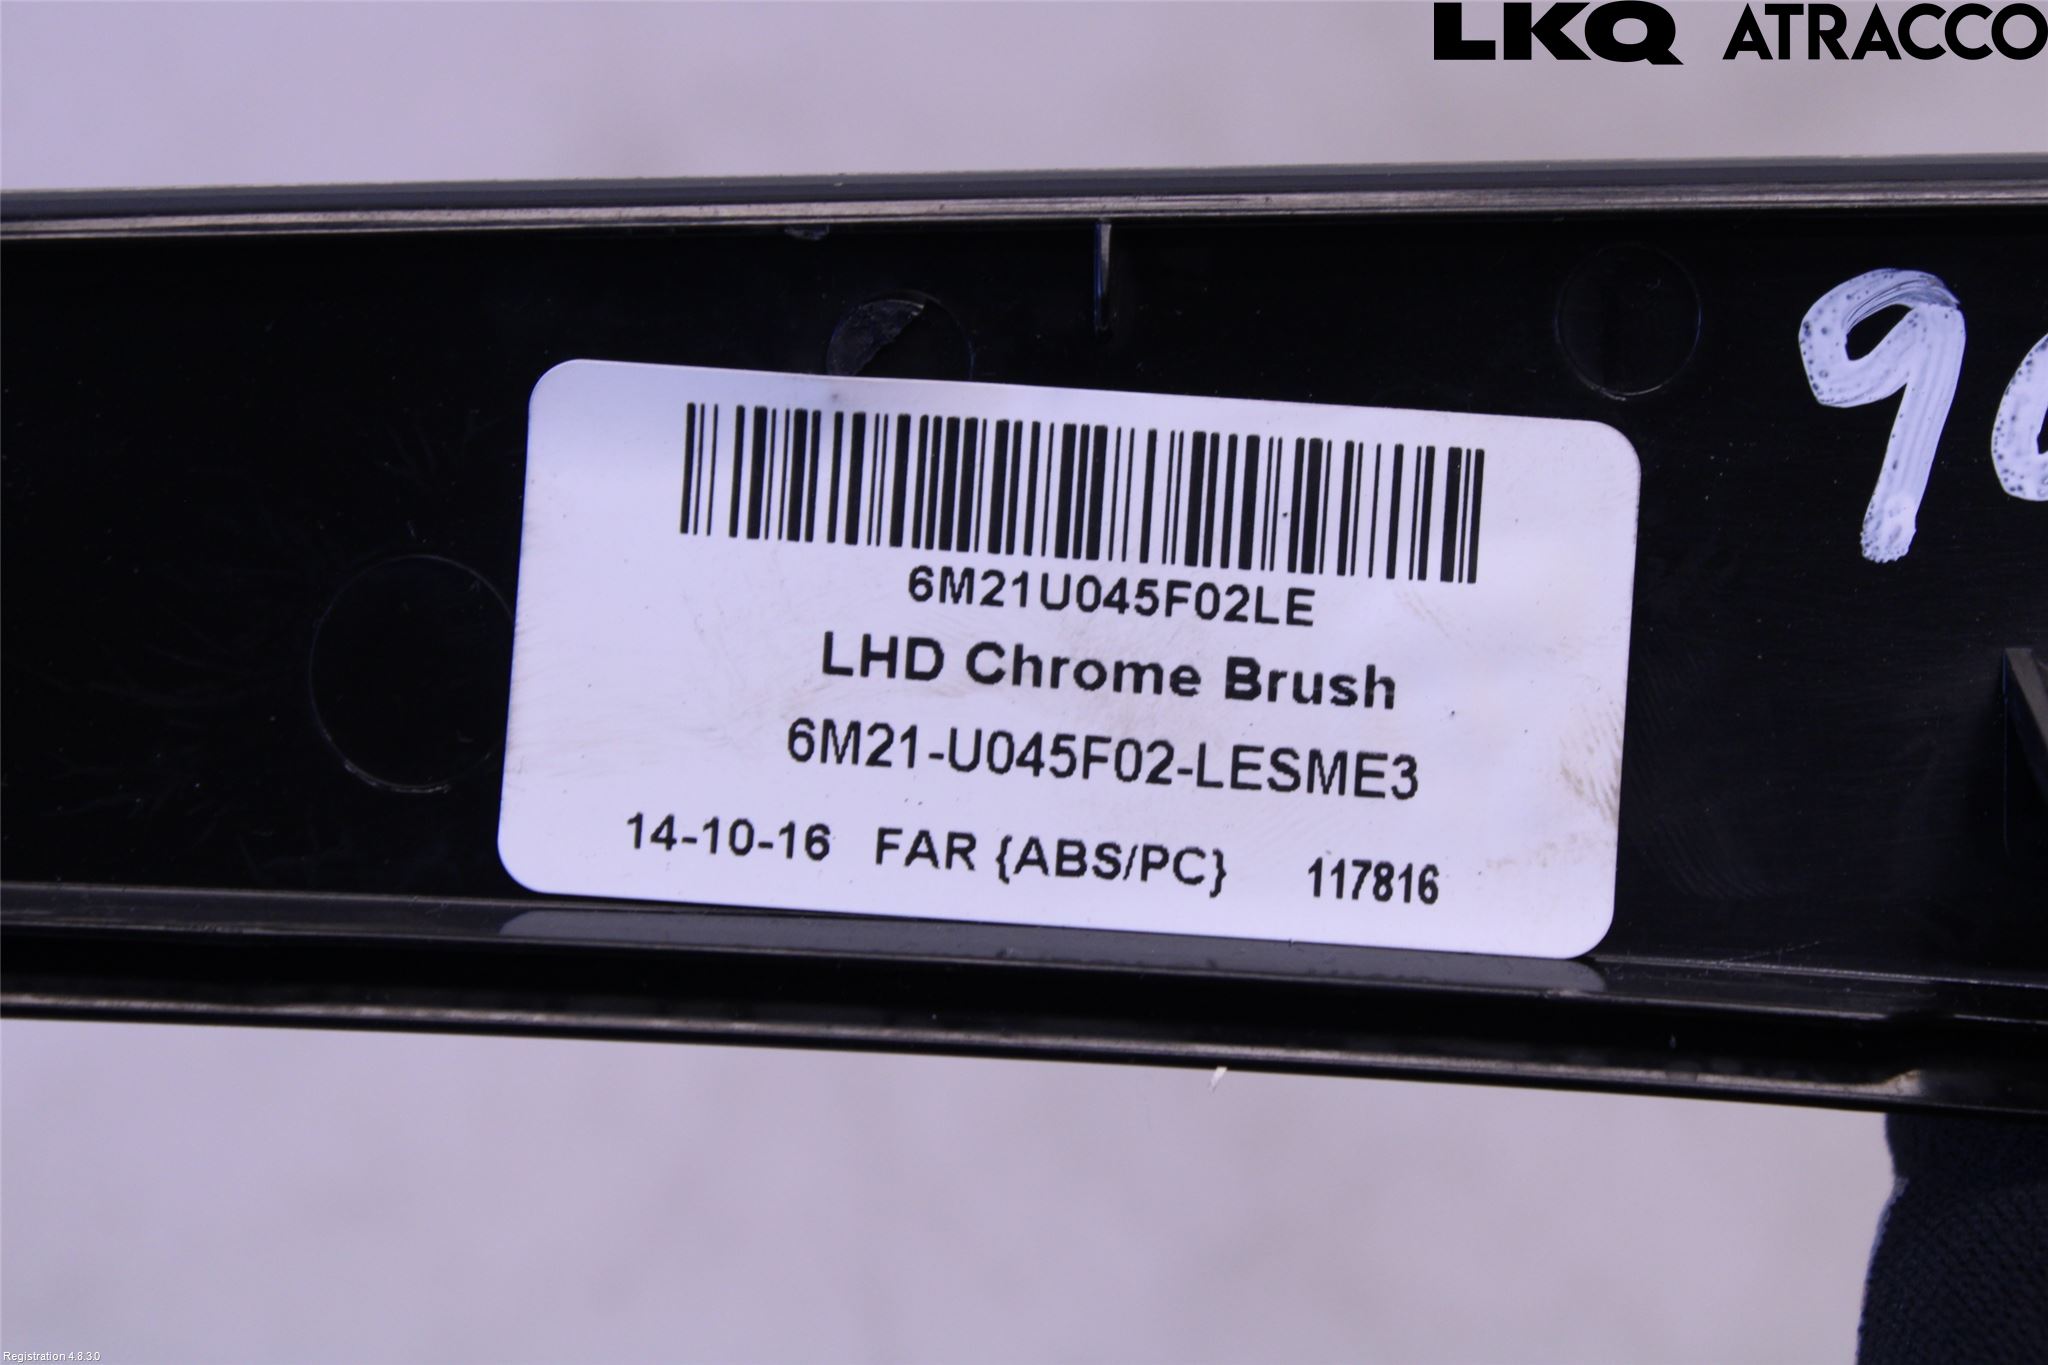 LKQ ATRACCO
9
6M21U045F02LE
LHD Chrome Brush
6M21-U045F02-LESME3
14-10-16 FAR {ABS/PC} 117816
Registration 4.8.3.0